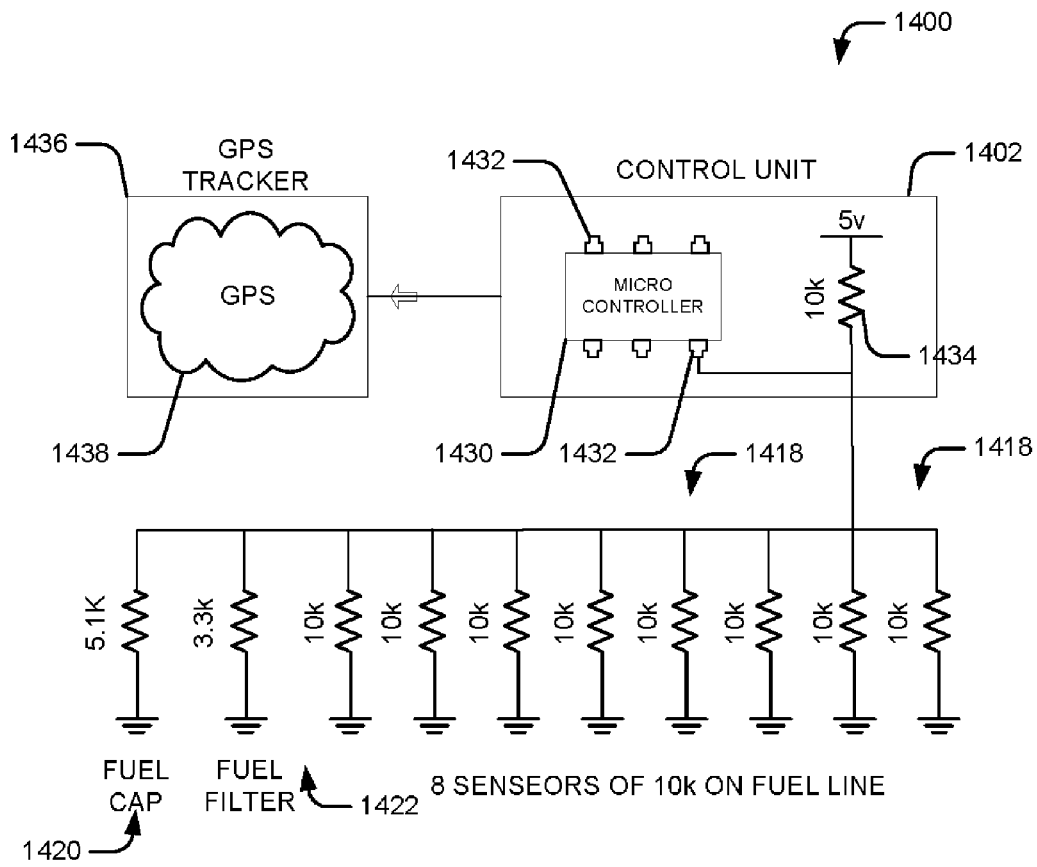 1400
1436
GPS
TRACKER
1432
CONTROL UNIT
1402
GPS
MICRO
CONTROLLER
5v
10k
1434
1438
1430
1432
1418
1418
5.1K
3.3k
10k
10k
10k
10k
10k
10k
10k
10k
FUEL
CAP
FUEL
FILTER
1422
8 SENSEORS OF 10k ON FUEL LINE
1420